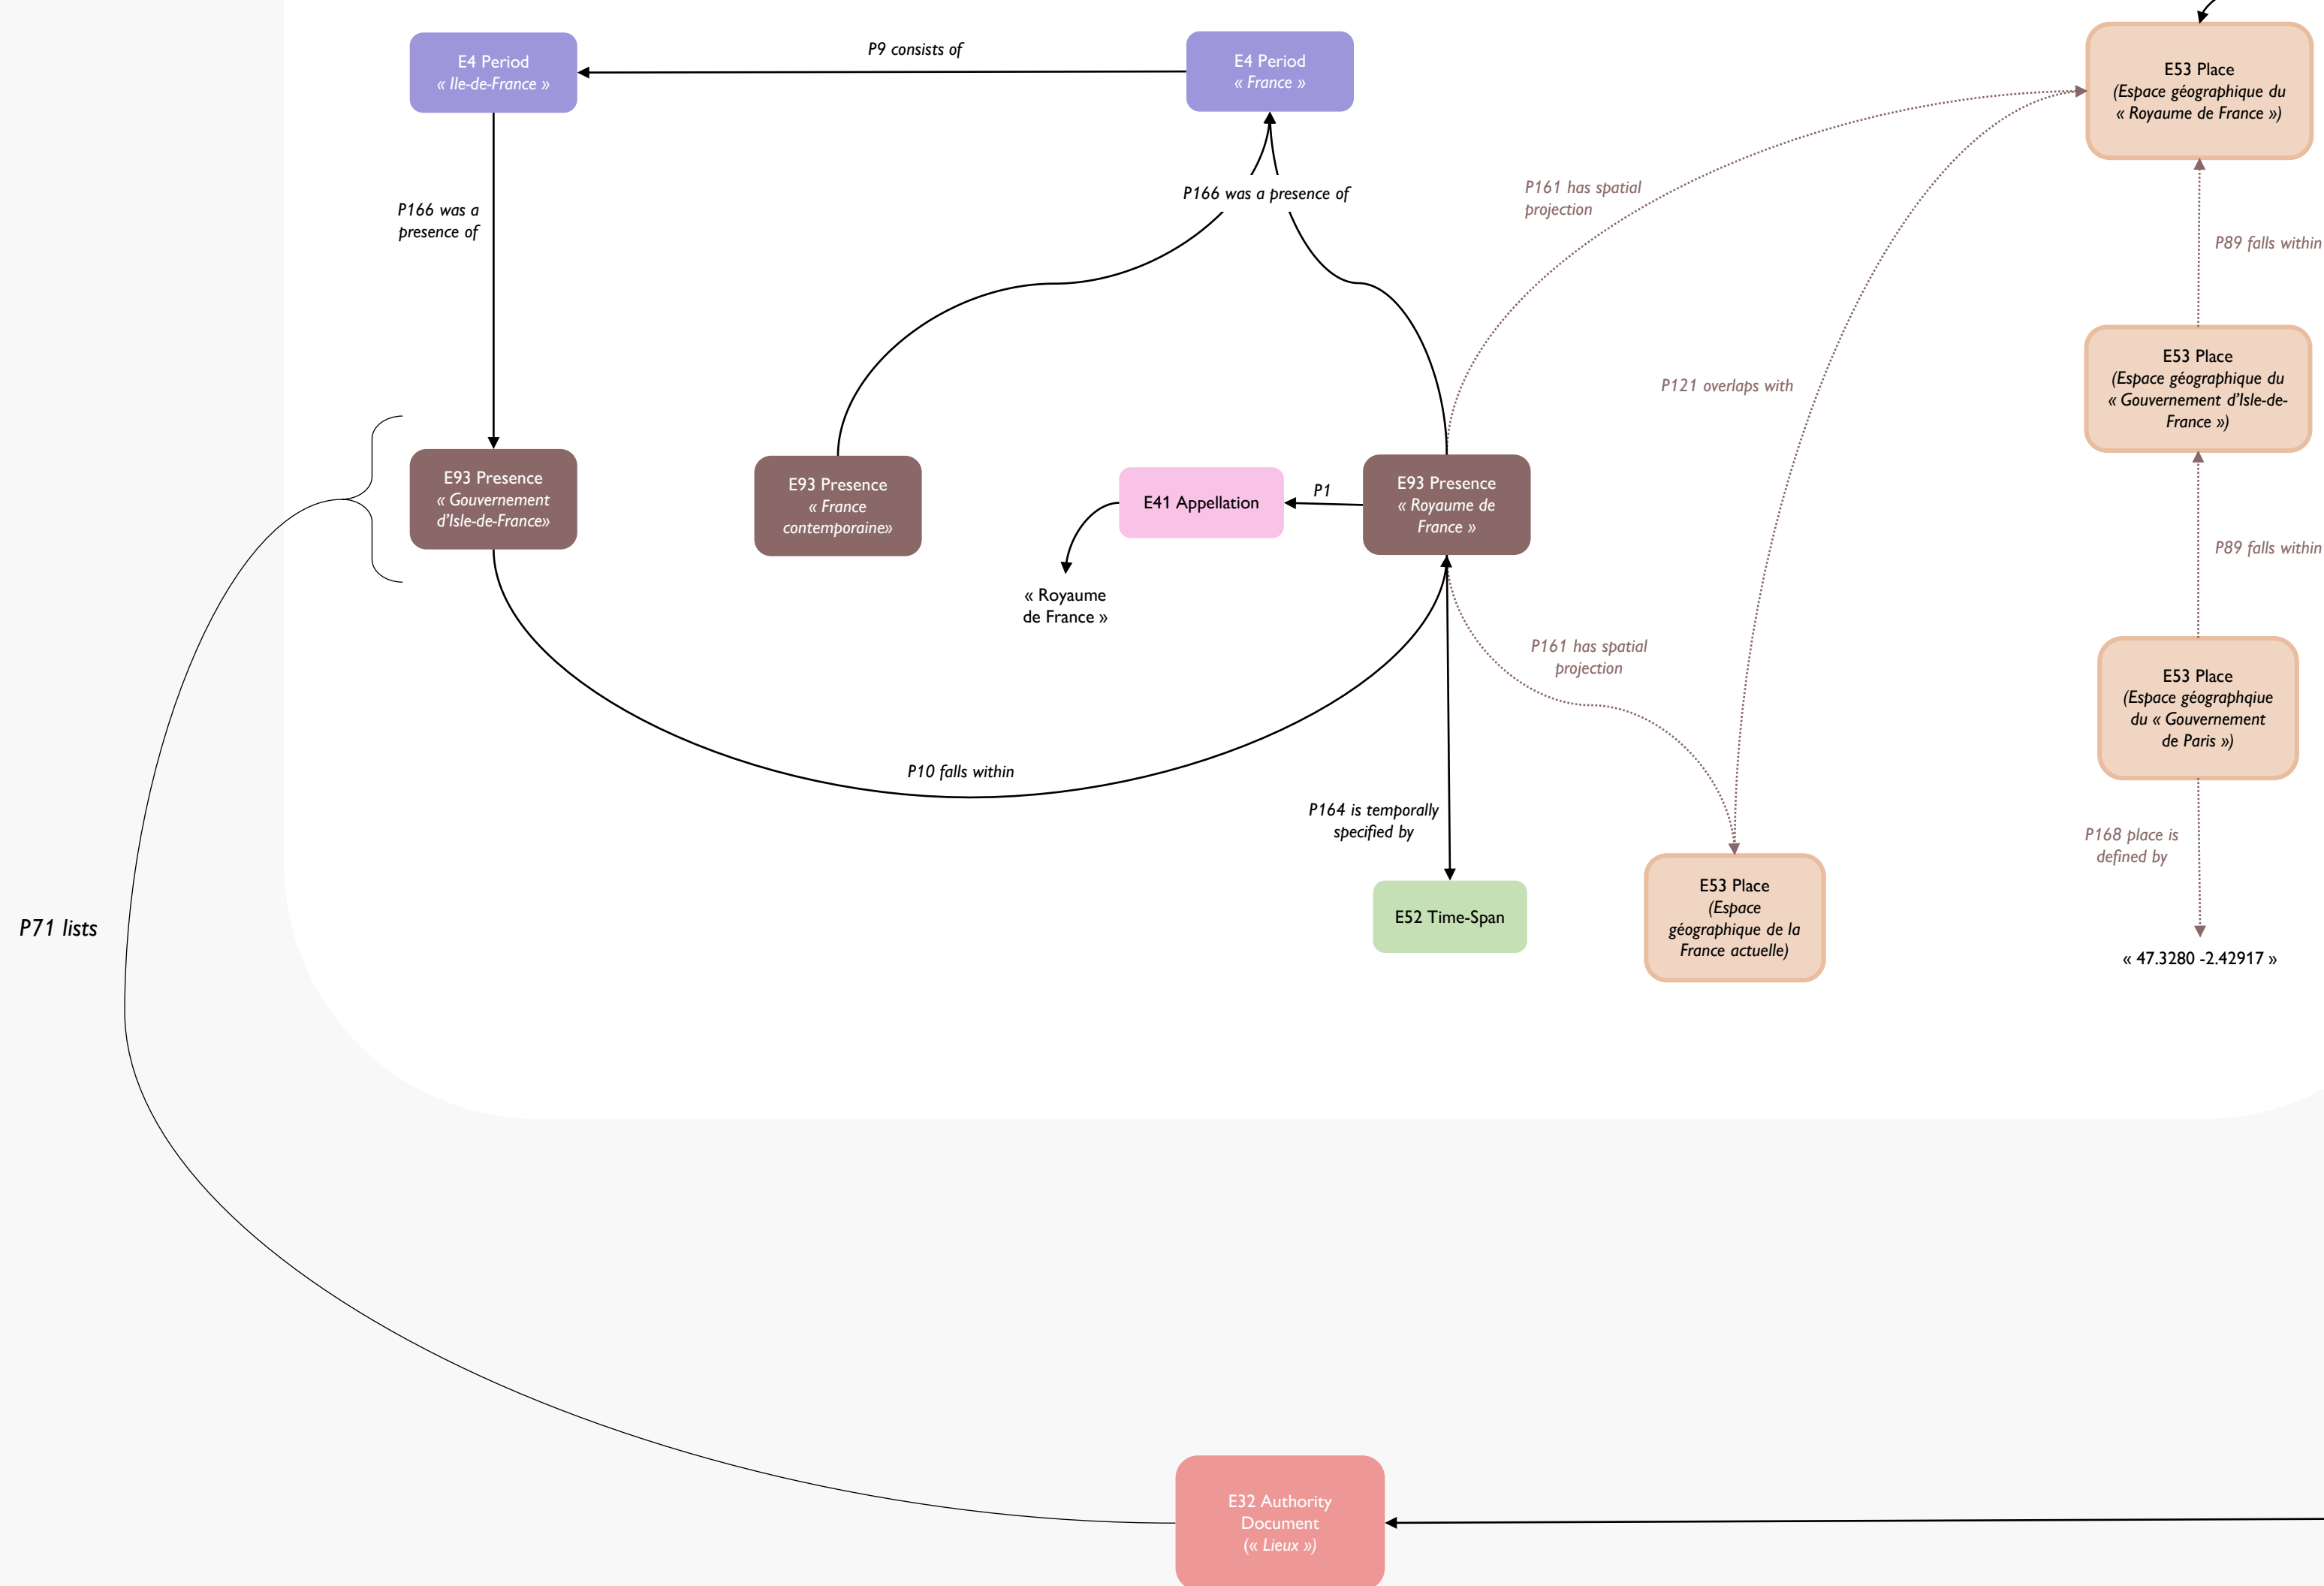 P9 consists of
E4 Period
« Ile-de-France »
E4 Period
« France »
E53 Place
(Espace géographique du
« Royaume de France »)
P166 was a
presence of
P166 was a presence of
P161 has spatial
projection
P89 falls within
P121 overlaps with
E53 Place
(Espace géographique du
« Gouvernement d’Isle-de-
France »)
E93 Presence
« Gouvernement
d’Isle-de-France»
E93 Presence
« France
contemporaine»
E41 Appellation
P1
E93 Presence
« Royaume de
France »
P89 falls within
« Royaume
de France »
P161 has spatial
projection
E53 Place
(Espace géographqiue
du « Gouvernement
de Paris »)
P10 falls within
P164 is temporally
specified by
P168 place is
defined by
P71 lists
E52 Time-Span
E53 Place
(Espace
géographique de la
France actuelle)
« 47.3280 -2.42917 »
E32 Authority
Document
(« Lieux »)